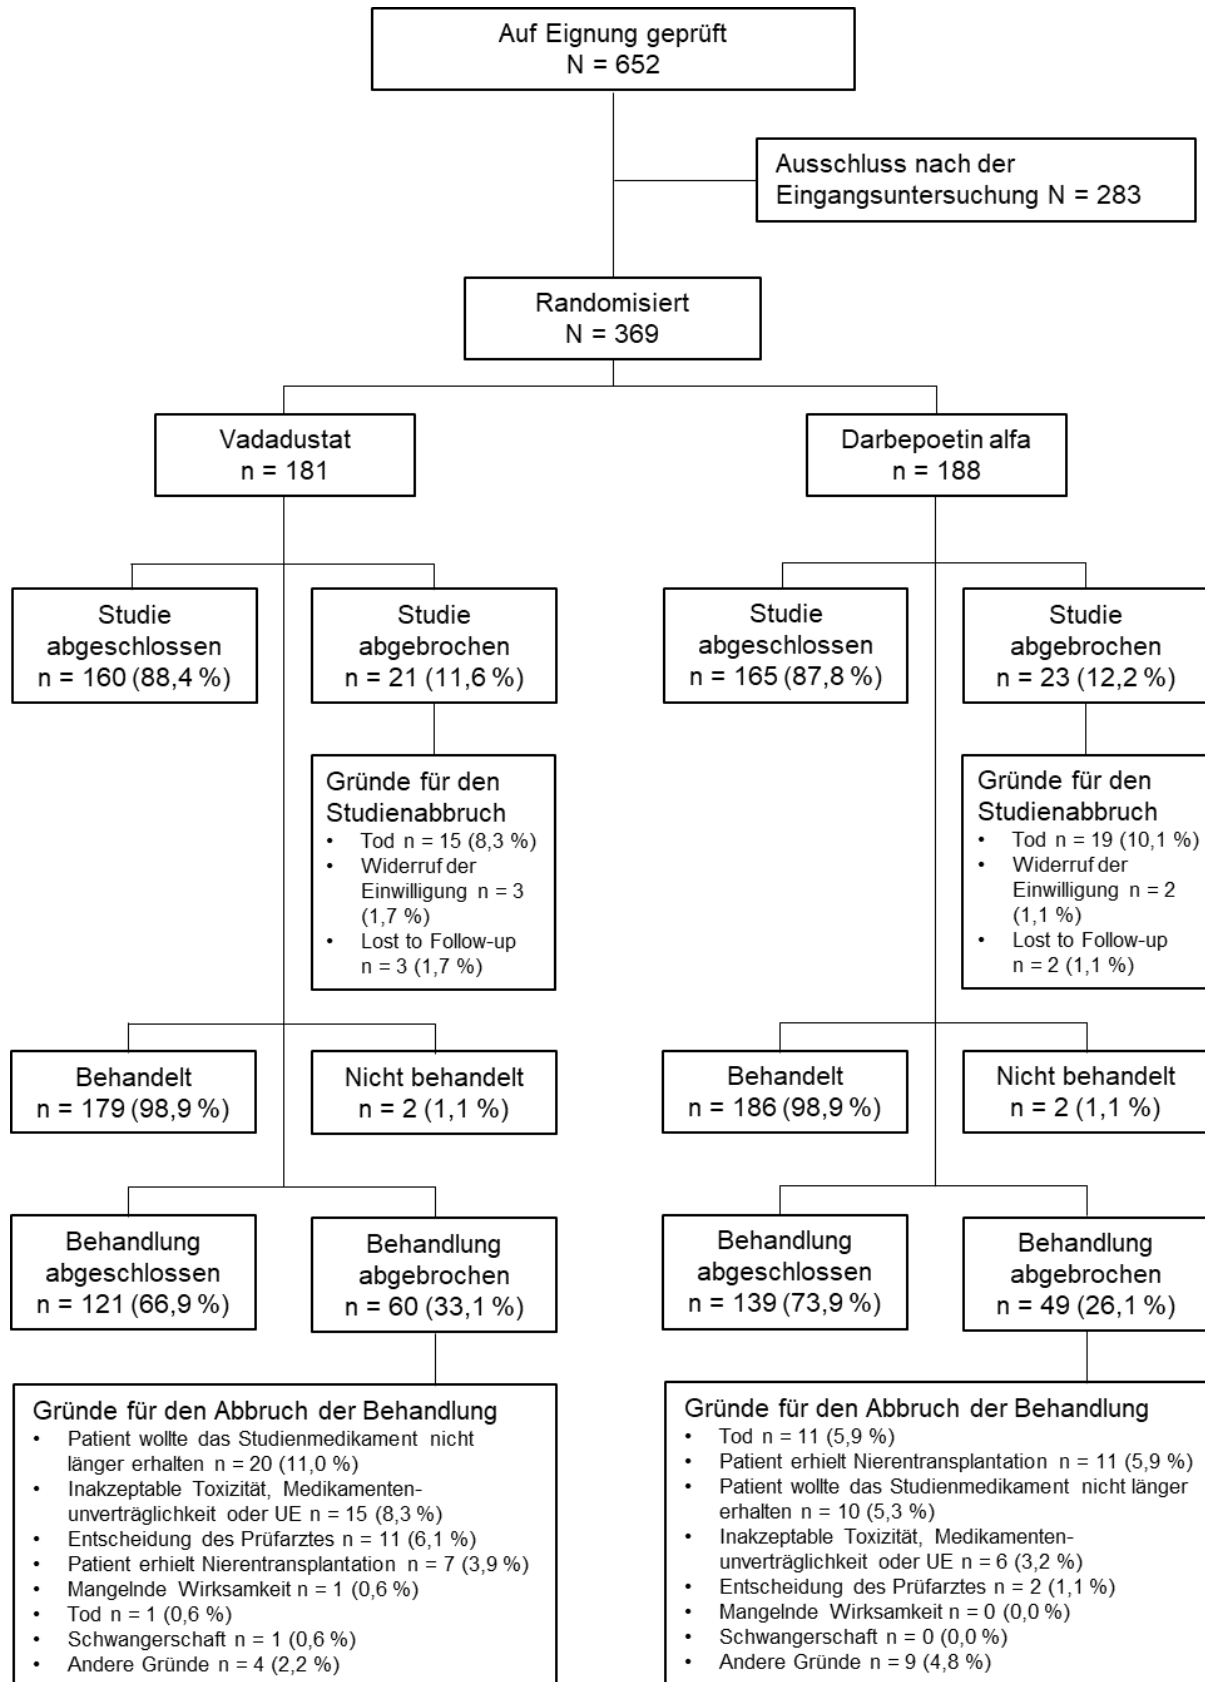 Auf Eignung geprüft
N = 652
Ausschluss nach der
Eingangsuntersuchung N = 283
Randomisiert
N = 369
Vadadustat
n = 181
Darbepoetin alfa
n = 188
Studie
abgeschlossen
n = 160 (88,4 %)
Studie
abgebrochen
n = 21 (11,6 %)
Studie
abgeschlossen
n = 165 (87,8 %)
Studie
abgebrochen
n = 23 (12,2 %)
Gründe für den
Studienabbruch
• Tod n = 15 (8,3 %)
• Widerruf der
Einwilligung n = 3
(1,7 %)
• Lost to Follow-up
n = 3 (1,7 %)
Gründe für den
Studienabbruch
• Tod n = 19 (10,1 %)
• Widerruf der
Einwilligung n = 2
(1,1 %)
• Lost to Follow-up
n = 2 (1,1 %)
Behandelt
n = 179 (98,9 %)
Nicht behandelt
n = 2 (1,1 %)
Behandelt
n = 186 (98,9 %)
Nicht behandelt
n = 2 (1,1 %)
Behandlung
abgeschlossen
n = 121 (66,9 %)
Behandlung
abgebrochen
n = 60 (33,1 %)
Behandlung
abgeschlossen
n = 139 (73,9 %)
Behandlung
abgebrochen
n = 49 (26,1 %)
Gründe für den Abbruch der Behandlung
• Patient wollte das Studienmedikament nicht
länger erhalten n = 20 (11,0 %)
• Inakzeptable Toxizität, Medikamenten-
unverträglichkeit oder UE n = 15 (8,3 %)
• Entscheidung des Prüfarztes n = 11 (6,1 %)
• Patient erhielt Nierentransplantation n = 7 (3,9 %)
• Mangelnde Wirksamkeit n = 1 (0,6 %)
• Tod n = 1 (0,6 %)
• Schwangerschaft n = 1 (0,6 %)
• Andere Gründe n = 4 (2,2 %)
Gründe für den Abbruch der Behandlung
• Tod n = 11 (5,9 %)
• Patient erhielt Nierentransplantation n = 11 (5,9 %)
• Patient wollte das Studienmedikament nicht länger
erhalten n = 10 (5,3 %)
• Inakzeptable Toxizität, Medikamenten-
unverträglichkeit oder UE n = 6 (3,2 %)
• Entscheidung des Prüfarztes n = 2 (1,1 %)
• Mangelnde Wirksamkeit n = 0 (0,0 %)
• Schwangerschaft n = 0 (0,0 %)
• Andere Gründe n = 9 (4,8 %)